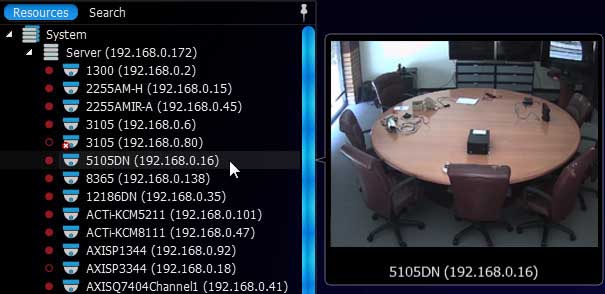 Resources Search
System
Server (192.168.0.172)
1300 (192.168.0.2)
2255AM-H (192.168.0.15)
2255AMIR-A (192.168.0.45)
3105 (192.168.0.6)
3105 (192.168.0.80)
5105DN (192.168.0.16)
8365 (192.168.0.138)
12186DN (192.168.0.35)
ACTi-KCM5211 (192.168.0.101)
ACTi-KCM8111 (192.168.0.47)
AXISP1344 (192.168.0.92)
AXISP3344 (192.168.0.18)
AXISQ7404Channel1 (192.168.0.41)
5105DN (192.168.0.16)